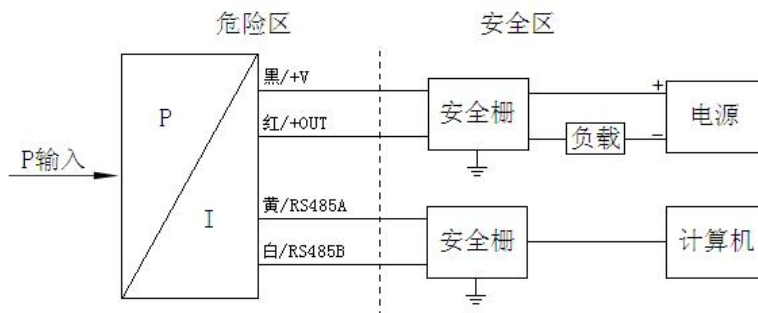 危险区 安全区
黑/+V
红/+OUT
安全栅
+
-
负载
电源
P
P输入
I
黄/RS485A
白/RS485B
安全栅
计算机